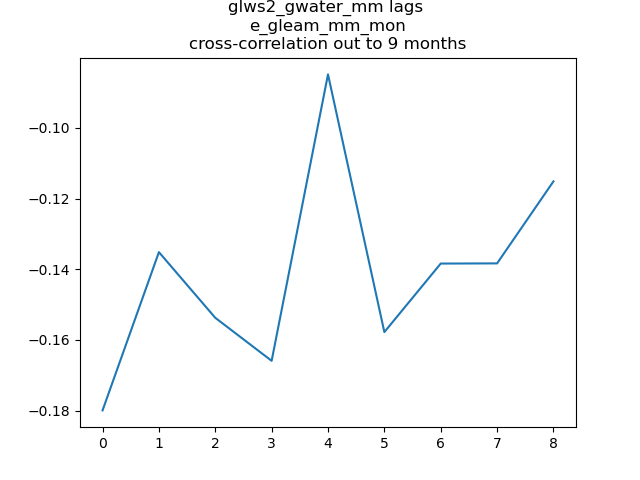 glws2_gwater_mm lags
e_gleam_mm_mon
cross-correlation out to 9 months
−0.10
−0.12
−0.14
−0.16
−0.18
0 1 2 3 4 5 6 7 8